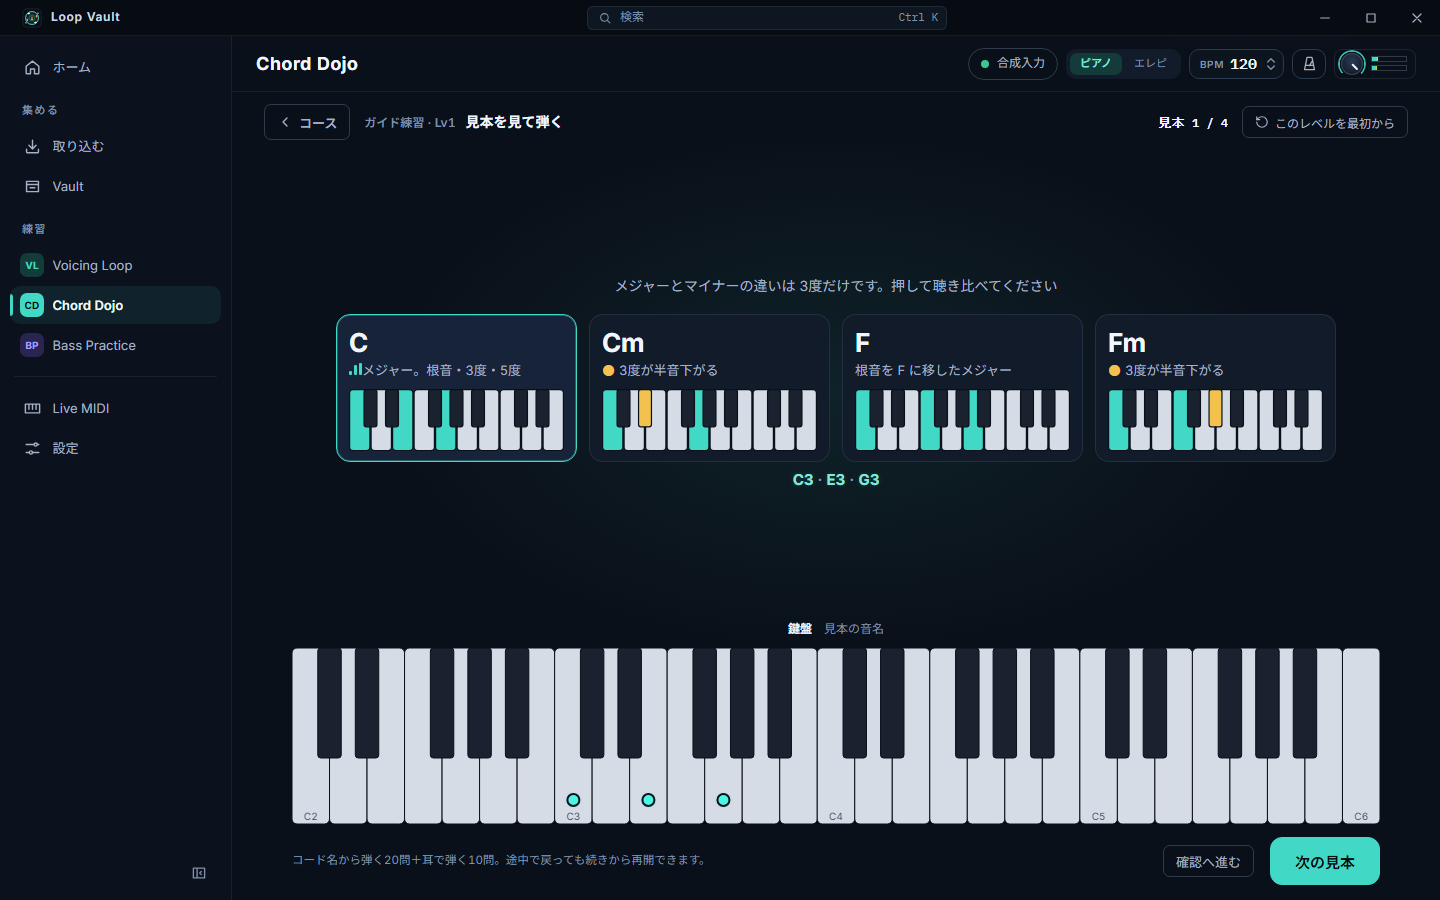 Loop Vault
検索
Ctrl K
ホーム
集める
取り込む
Vault
練習
VL Voicing Loop
CD Chord Dojo
BP Bass Practice
Live MIDI
設定
Chord Dojo
合成入力
ピアノ エレピ
BPM 120
コース
ガイド練習 · Lv1 見本を見て弾く
見本 1 / 4
このレベルを最初から
メジャーとマイナーの違いは 3度だけです。押して聴き比べてください
C
メジャー。根音・3度・5度
Cm
3度が半音下がる
F
根音を F に移したメジャー
Fm
3度が半音下がる
C3 · E3 · G3
鍵盤 見本の音名
C2 C3 C4 C5 C6
コード名から弾く20問＋耳で弾く10問。途中で戻っても続きから再開できます。
確認へ進む
次の見本